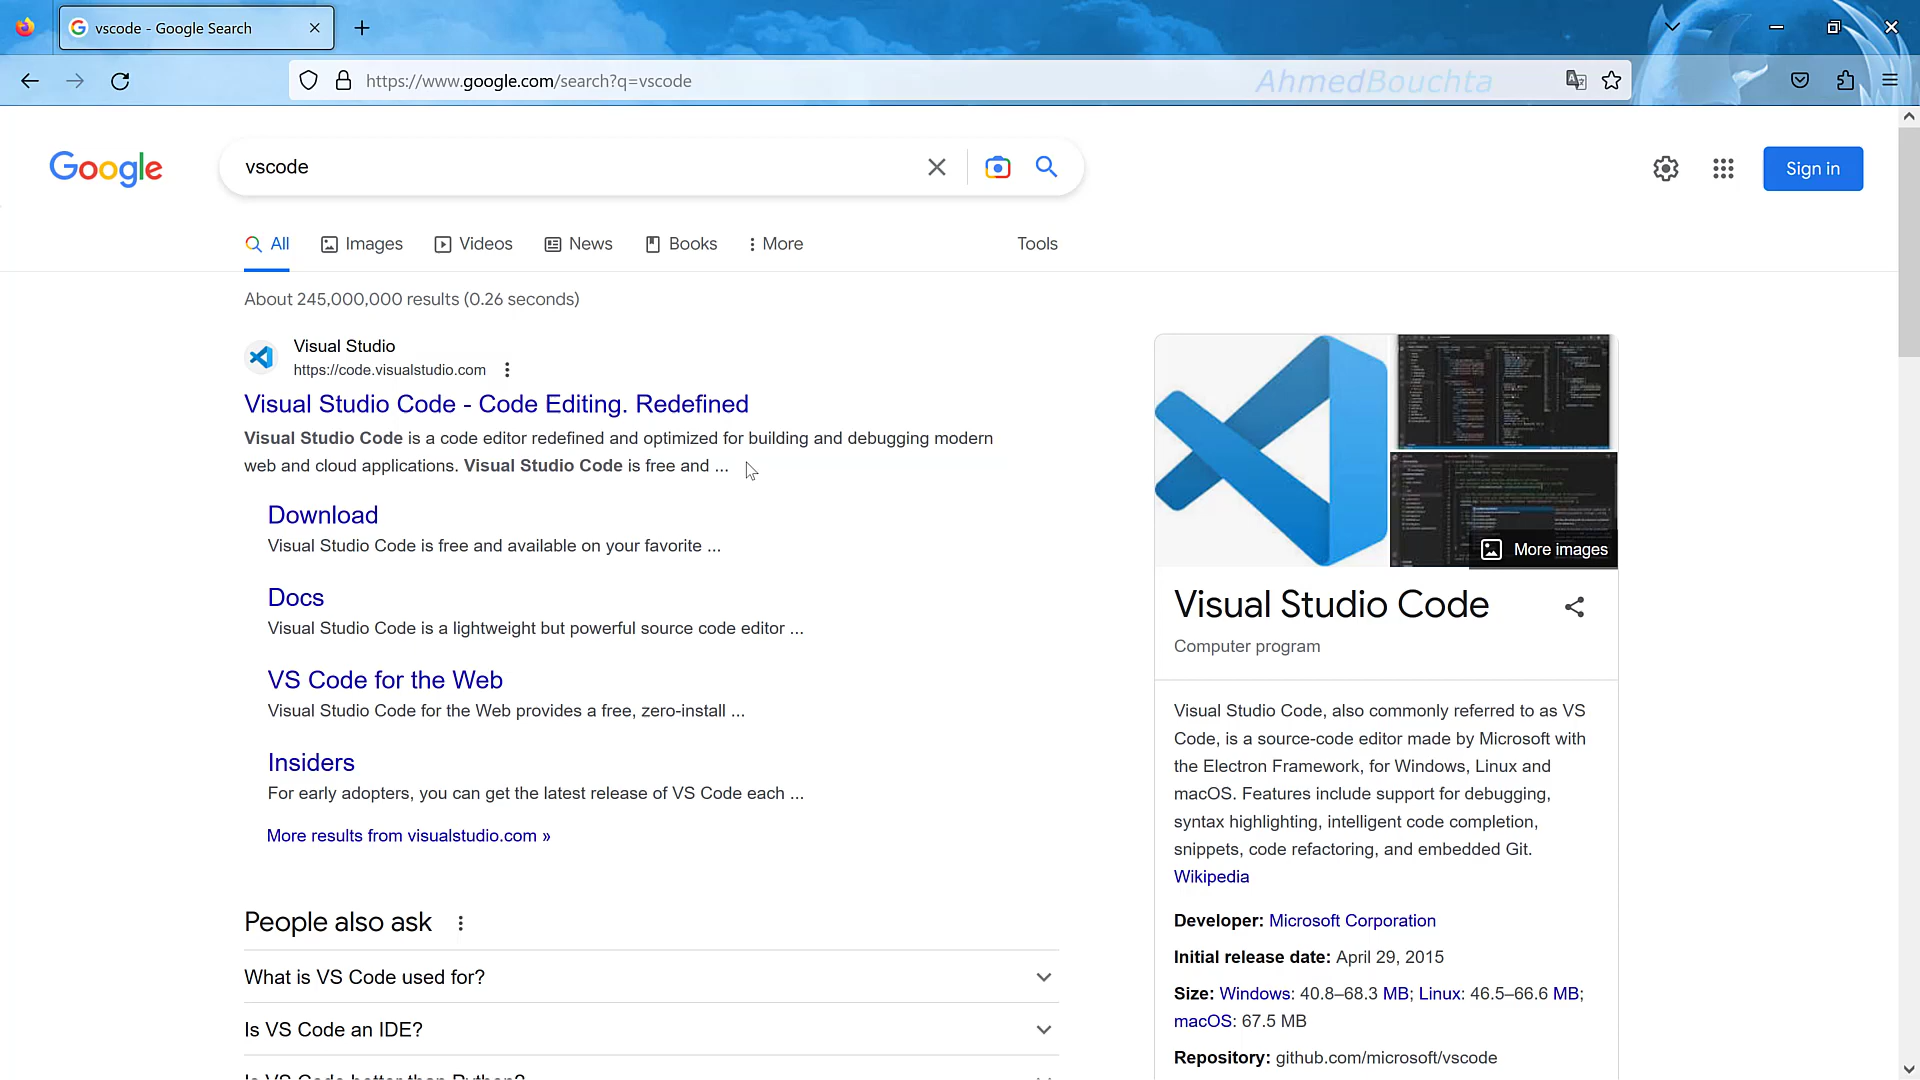 vscode - Google Search
https://www.google.com/search?q=vscode
AhmedBouchta
Google
vscode
Sign in
All
Images
Videos
News
Books
More
Tools
About 245,000,000 results (0.26 seconds)
Visual Studio
https://code.visualstudio.com
Visual Studio Code - Code Editing. Redefined
Visual Studio Code is a code editor redefined and optimized for building and debugging modern
web and cloud applications. Visual Studio Code is free and ...
Download
Visual Studio Code is free and available on your favorite ...
Docs
Visual Studio Code is a lightweight but powerful source code editor ...
VS Code for the Web
Visual Studio Code for the Web provides a free, zero-install ...
Insiders
For early adopters, you can get the latest release of VS Code each ...
More results from visualstudio.com »
People also ask
What is VS Code used for?
Is VS Code an IDE?
Is VS Code better than Python?
More images
Visual Studio Code
Computer program
Visual Studio Code, also commonly referred to as VS
Code, is a source-code editor made by Microsoft with
the Electron Framework, for Windows, Linux and
macOS. Features include support for debugging,
syntax highlighting, intelligent code completion,
snippets, code refactoring, and embedded Git.
Wikipedia
Developer: Microsoft Corporation
Initial release date: April 29, 2015
Size: Windows: 40.8–68.3 MB; Linux: 46.5–66.6 MB;
macOS: 67.5 MB
Repository: github.com/microsoft/vscode